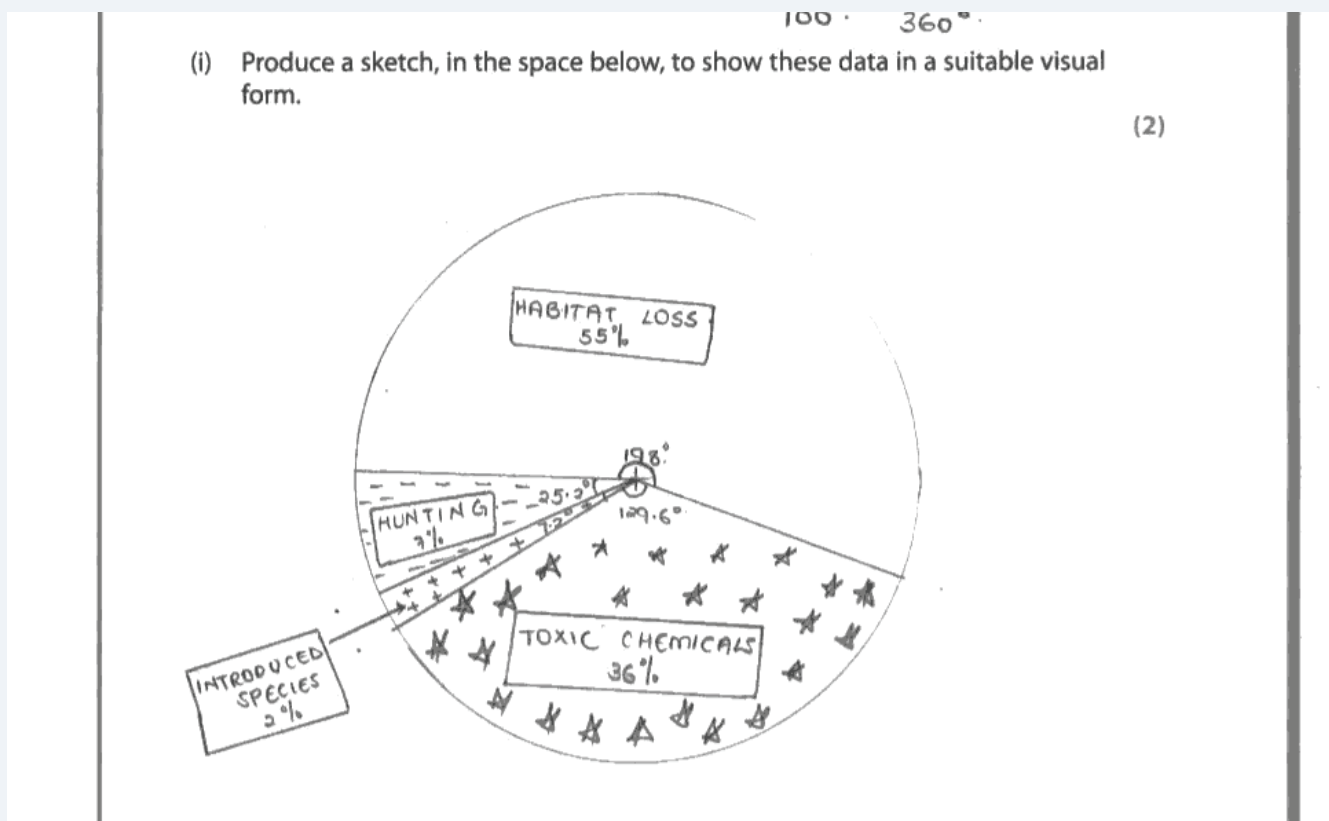 100 . 360° .
(i) Produce a sketch, in the space below, to show these data in a suitable visual
form.
(2)
HABITAT LOSS
55%
198°
25.2°
HUNTING
7%
7.2°
129.6°
TOXIC CHEMICALS
36%
INTRODUCED
SPECIES
2%